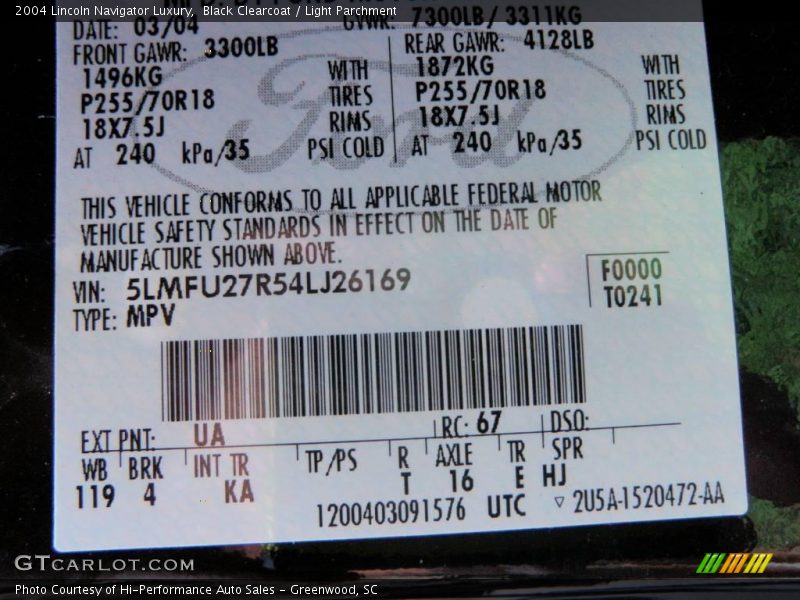 2004 Lincoln Navigator Luxury, Black Clearcoat / Light Parchment
DATE: 03/04 GVWR: 7300LB/ 3311KG
FRONT GAWR: 3300LB REAR GAWR: 4128LB
1496KG WITH 1872KG WITH
P255/70R18 TIRES P255/70R18 TIRES
18X7.5J RIMS 18X7.5J RIMS
AT 240 kPa/35 PSI COLD AT 240 kPa/35 PSI COLD
Ford
THIS VEHICLE CONFORMS TO ALL APPLICABLE FEDERAL MOTOR
VEHICLE SAFETY STANDARDS IN EFFECT ON THE DATE OF
MANUFACTURE SHOWN ABOVE.
VIN: 5LMFU27R54LJ26169 F0000
TYPE: MPV T0241
EXT PNT: UA RC: 67 DSO:
WB BRK INT TR TP/PS R AXLE TR SPR
119 4 KA T 16 E HJ
1200403091576 UTC ▽ 2U5A-1520472-AA
GTcarlot.com
Photo Courtesy of Hi-Performance Auto Sales - Greenwood, SC